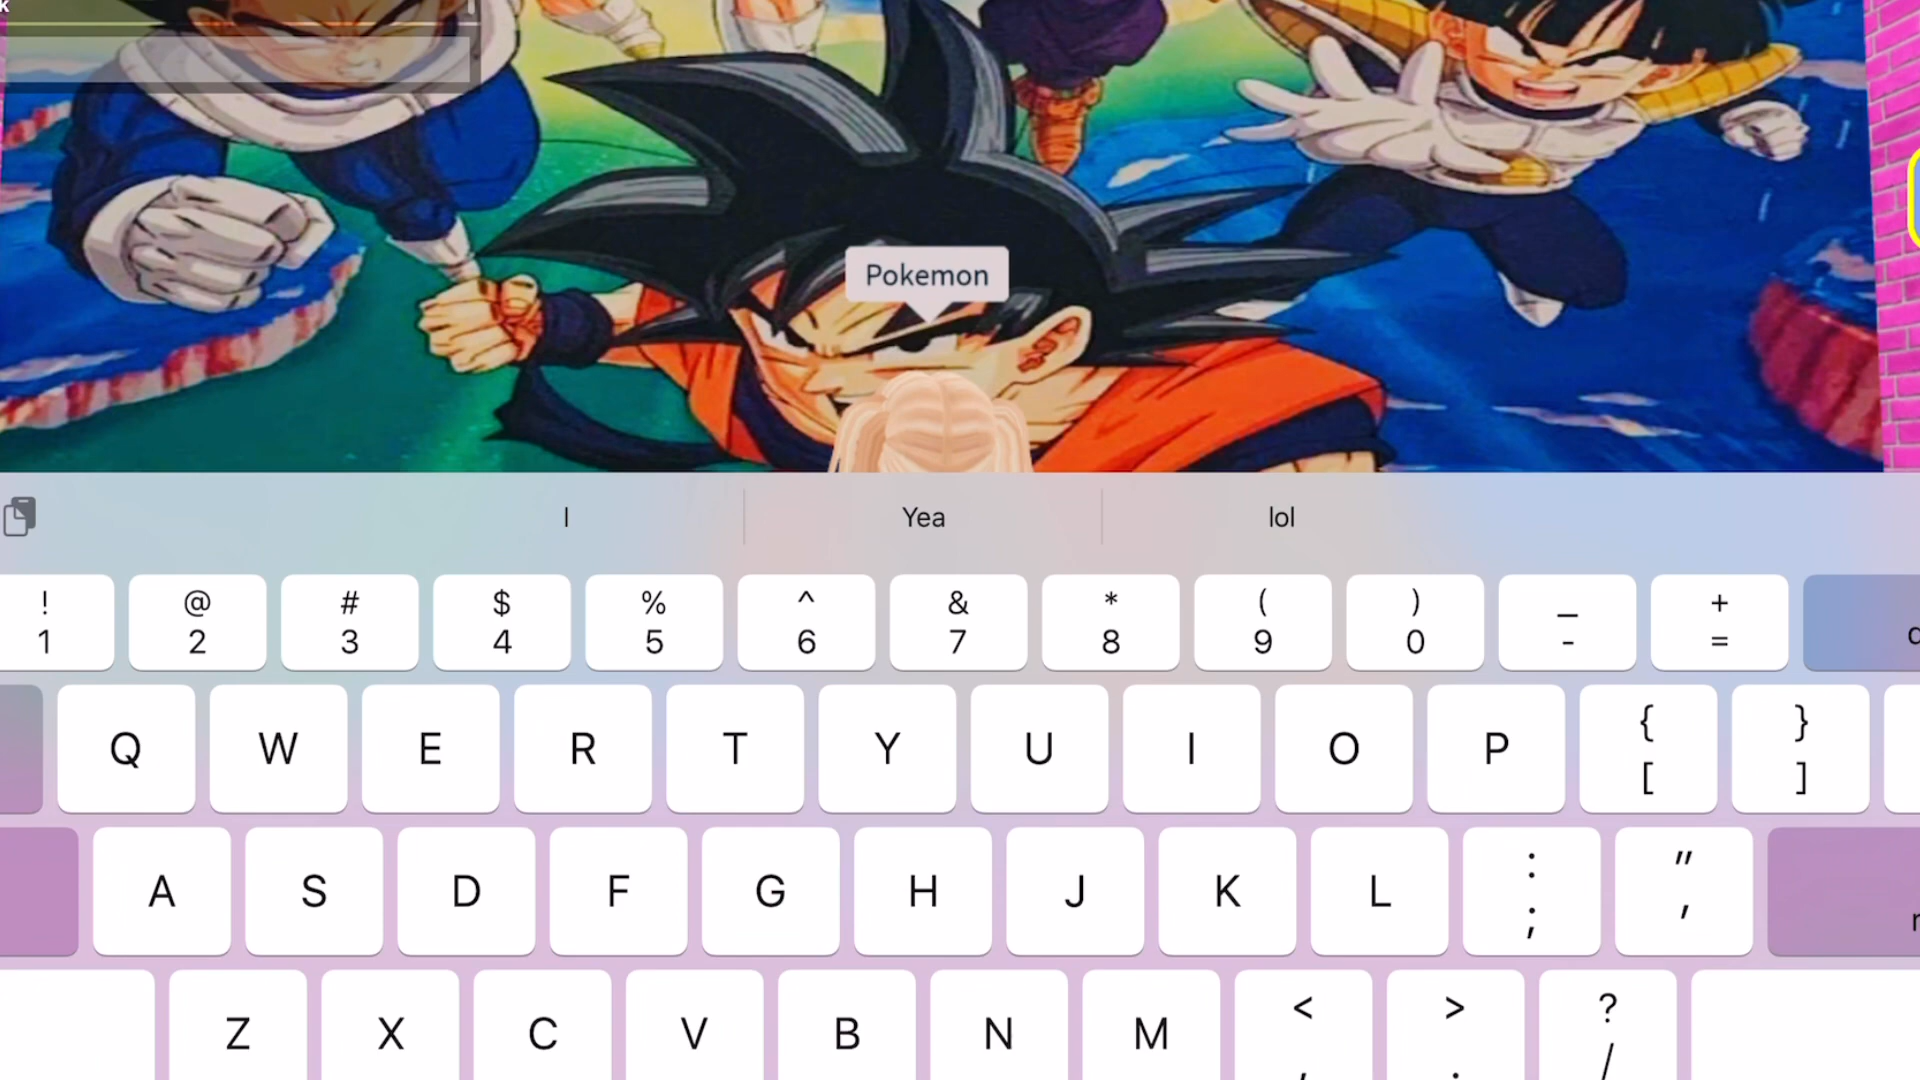 k
Pokemon
I Yea lol
! @ # $ % ^ & * ( ) _ +
1 2 3 4 5 6 7 8 9 0 - =
Q W E R T Y U I O P { }
[ ]
A S D F G H J K L : "
; '
Z X C V B N M < > ?
, . /